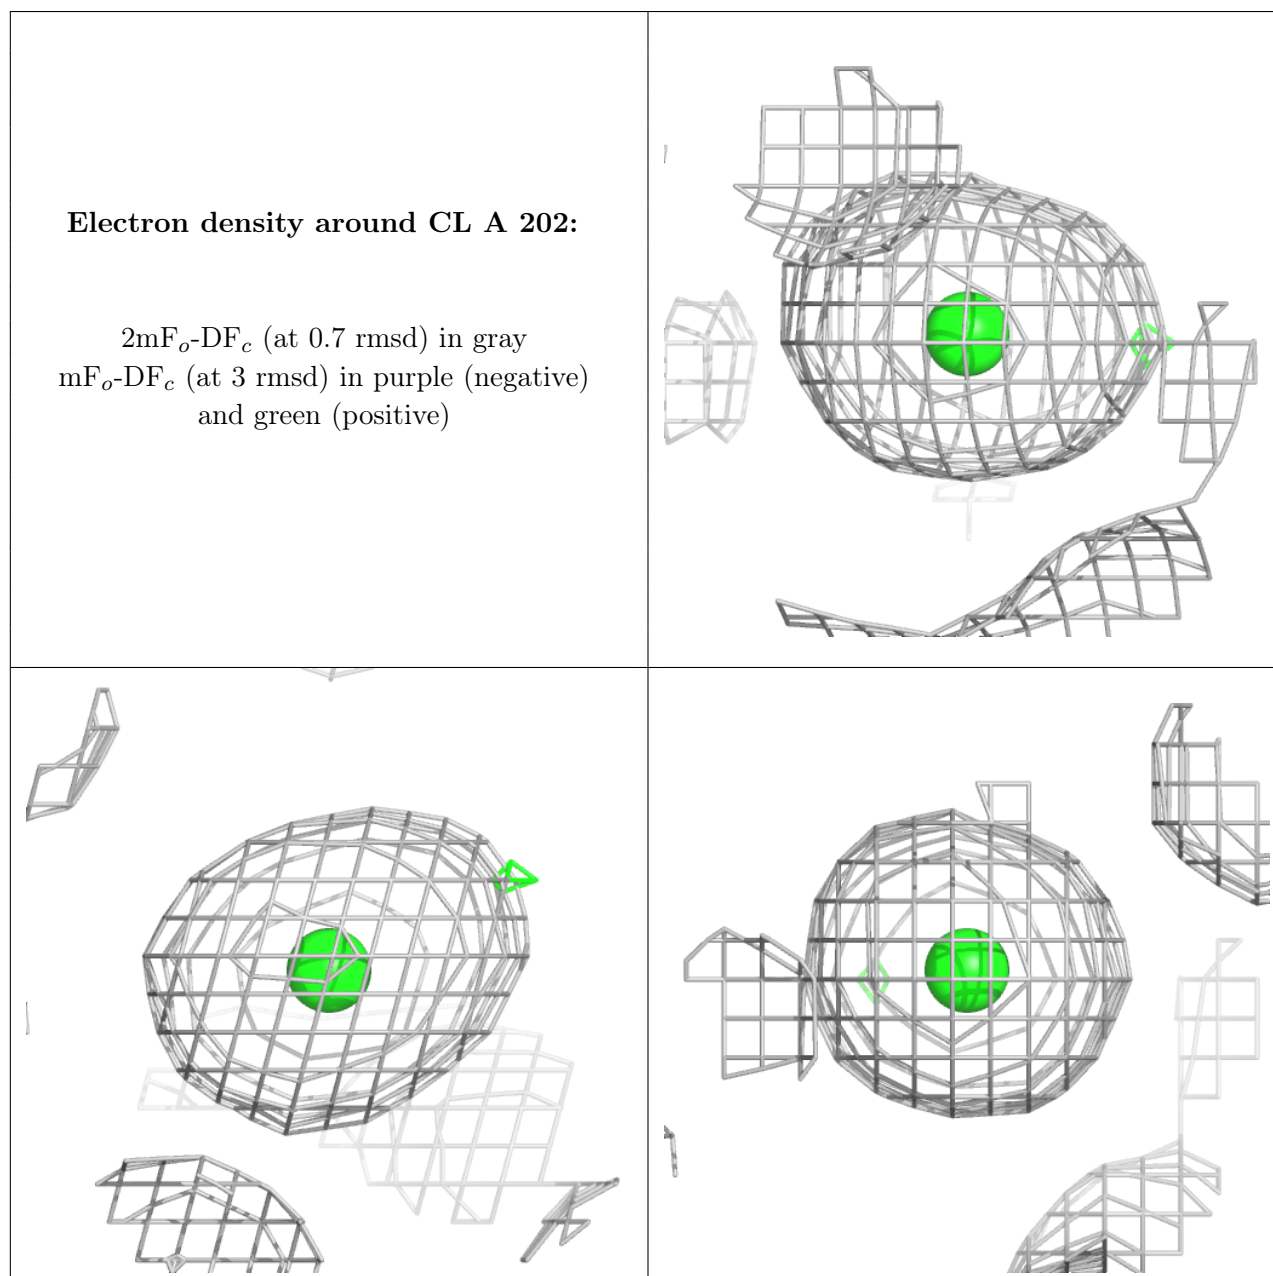 Electron density around CL A 202:
2mFo-DFc (at 0.7 rmsd) in gray
mFo-DFc (at 3 rmsd) in purple (negative)
and green (positive)